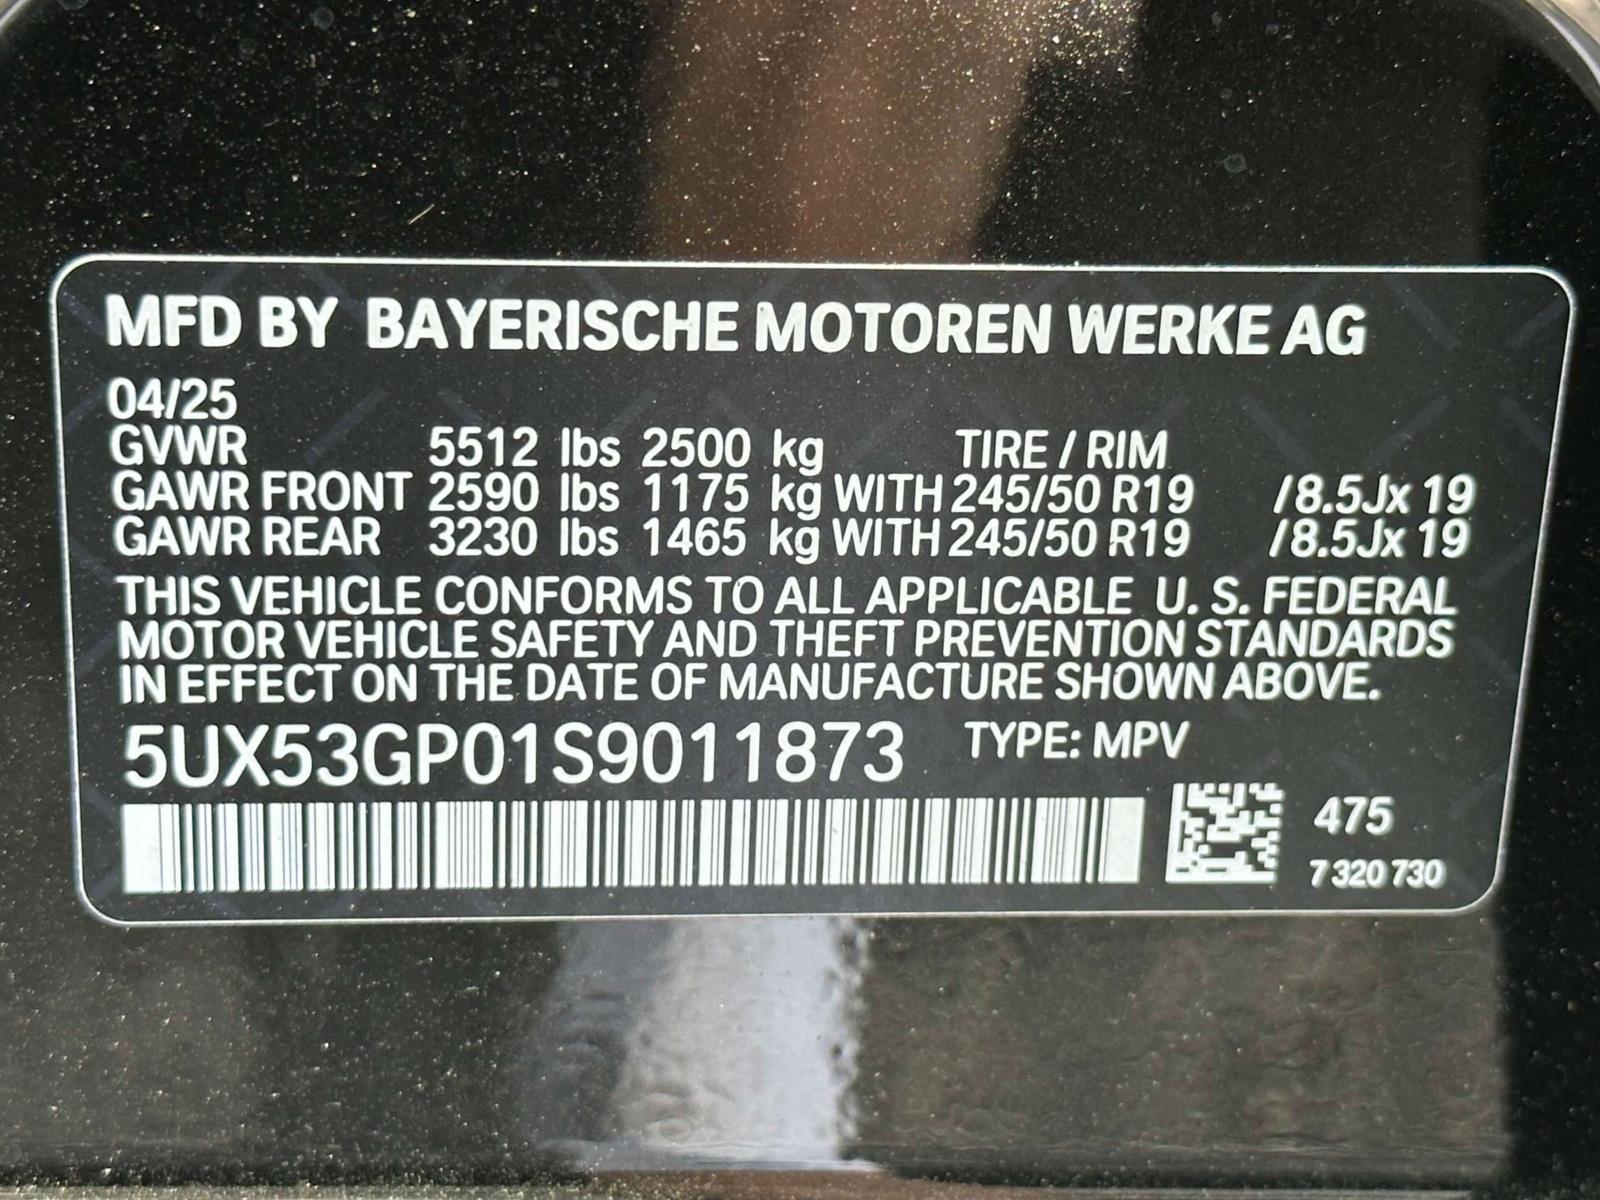 MFD BY BAYERISCHE MOTOREN WERKE AG
04/25
GVWR 5512 lbs 2500 kg TIRE / RIM
GAWR FRONT 2590 lbs 1175 kg WITH 245/50 R19 /8.5Jx 19
GAWR REAR 3230 lbs 1465 kg WITH 245/50 R19 /8.5Jx 19
THIS VEHICLE CONFORMS TO ALL APPLICABLE U. S. FEDERAL
MOTOR VEHICLE SAFETY AND THEFT PREVENTION STANDARDS
IN EFFECT ON THE DATE OF MANUFACTURE SHOWN ABOVE.
5UX53GP01S9011873 TYPE: MPV
475
7 320 730